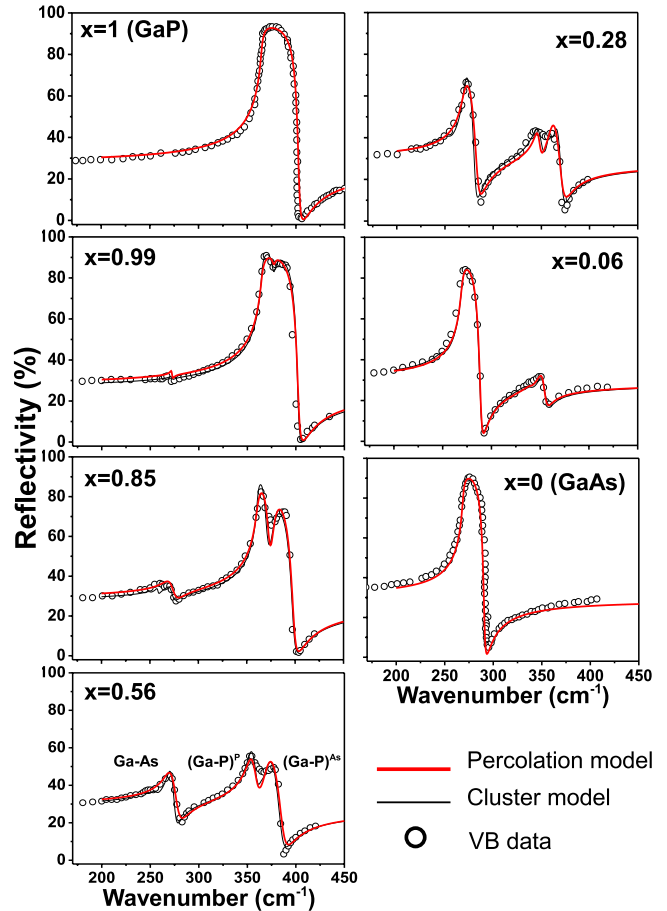 x=1 (GaP)
100
80
60
40
20
0
x=0.28
x=0.99
100
80
60
40
20
0
x=0.06
Reflectivity (%)
x=0.85
100
80
60
40
20
0
x=0 (GaAs)
200 250 300 350 400 450
Wavenumber (cm-1)
x=0.56
100
80
60
40
20
0
Ga-As (Ga-P)P (Ga-P)As
200 250 300 350 400 450
Wavenumber (cm-1)
Percolation model
Cluster model
VB data